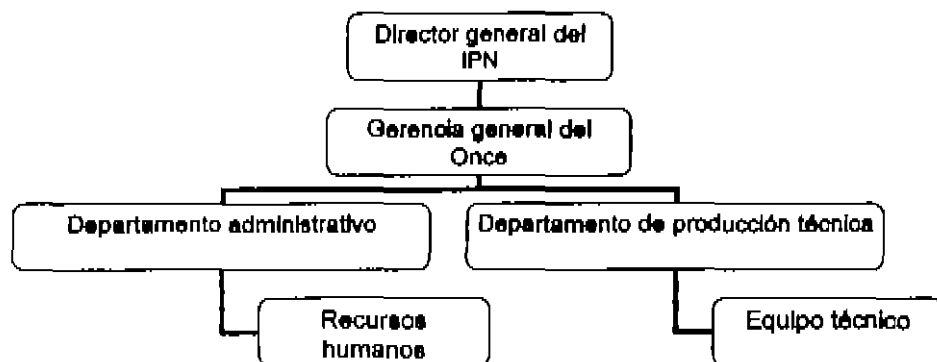 Director general del
IPN
Gerencia general del
Once
Departamento administrativo
Departamento de producción técnica
Recursos
humanos
Equipo técnico